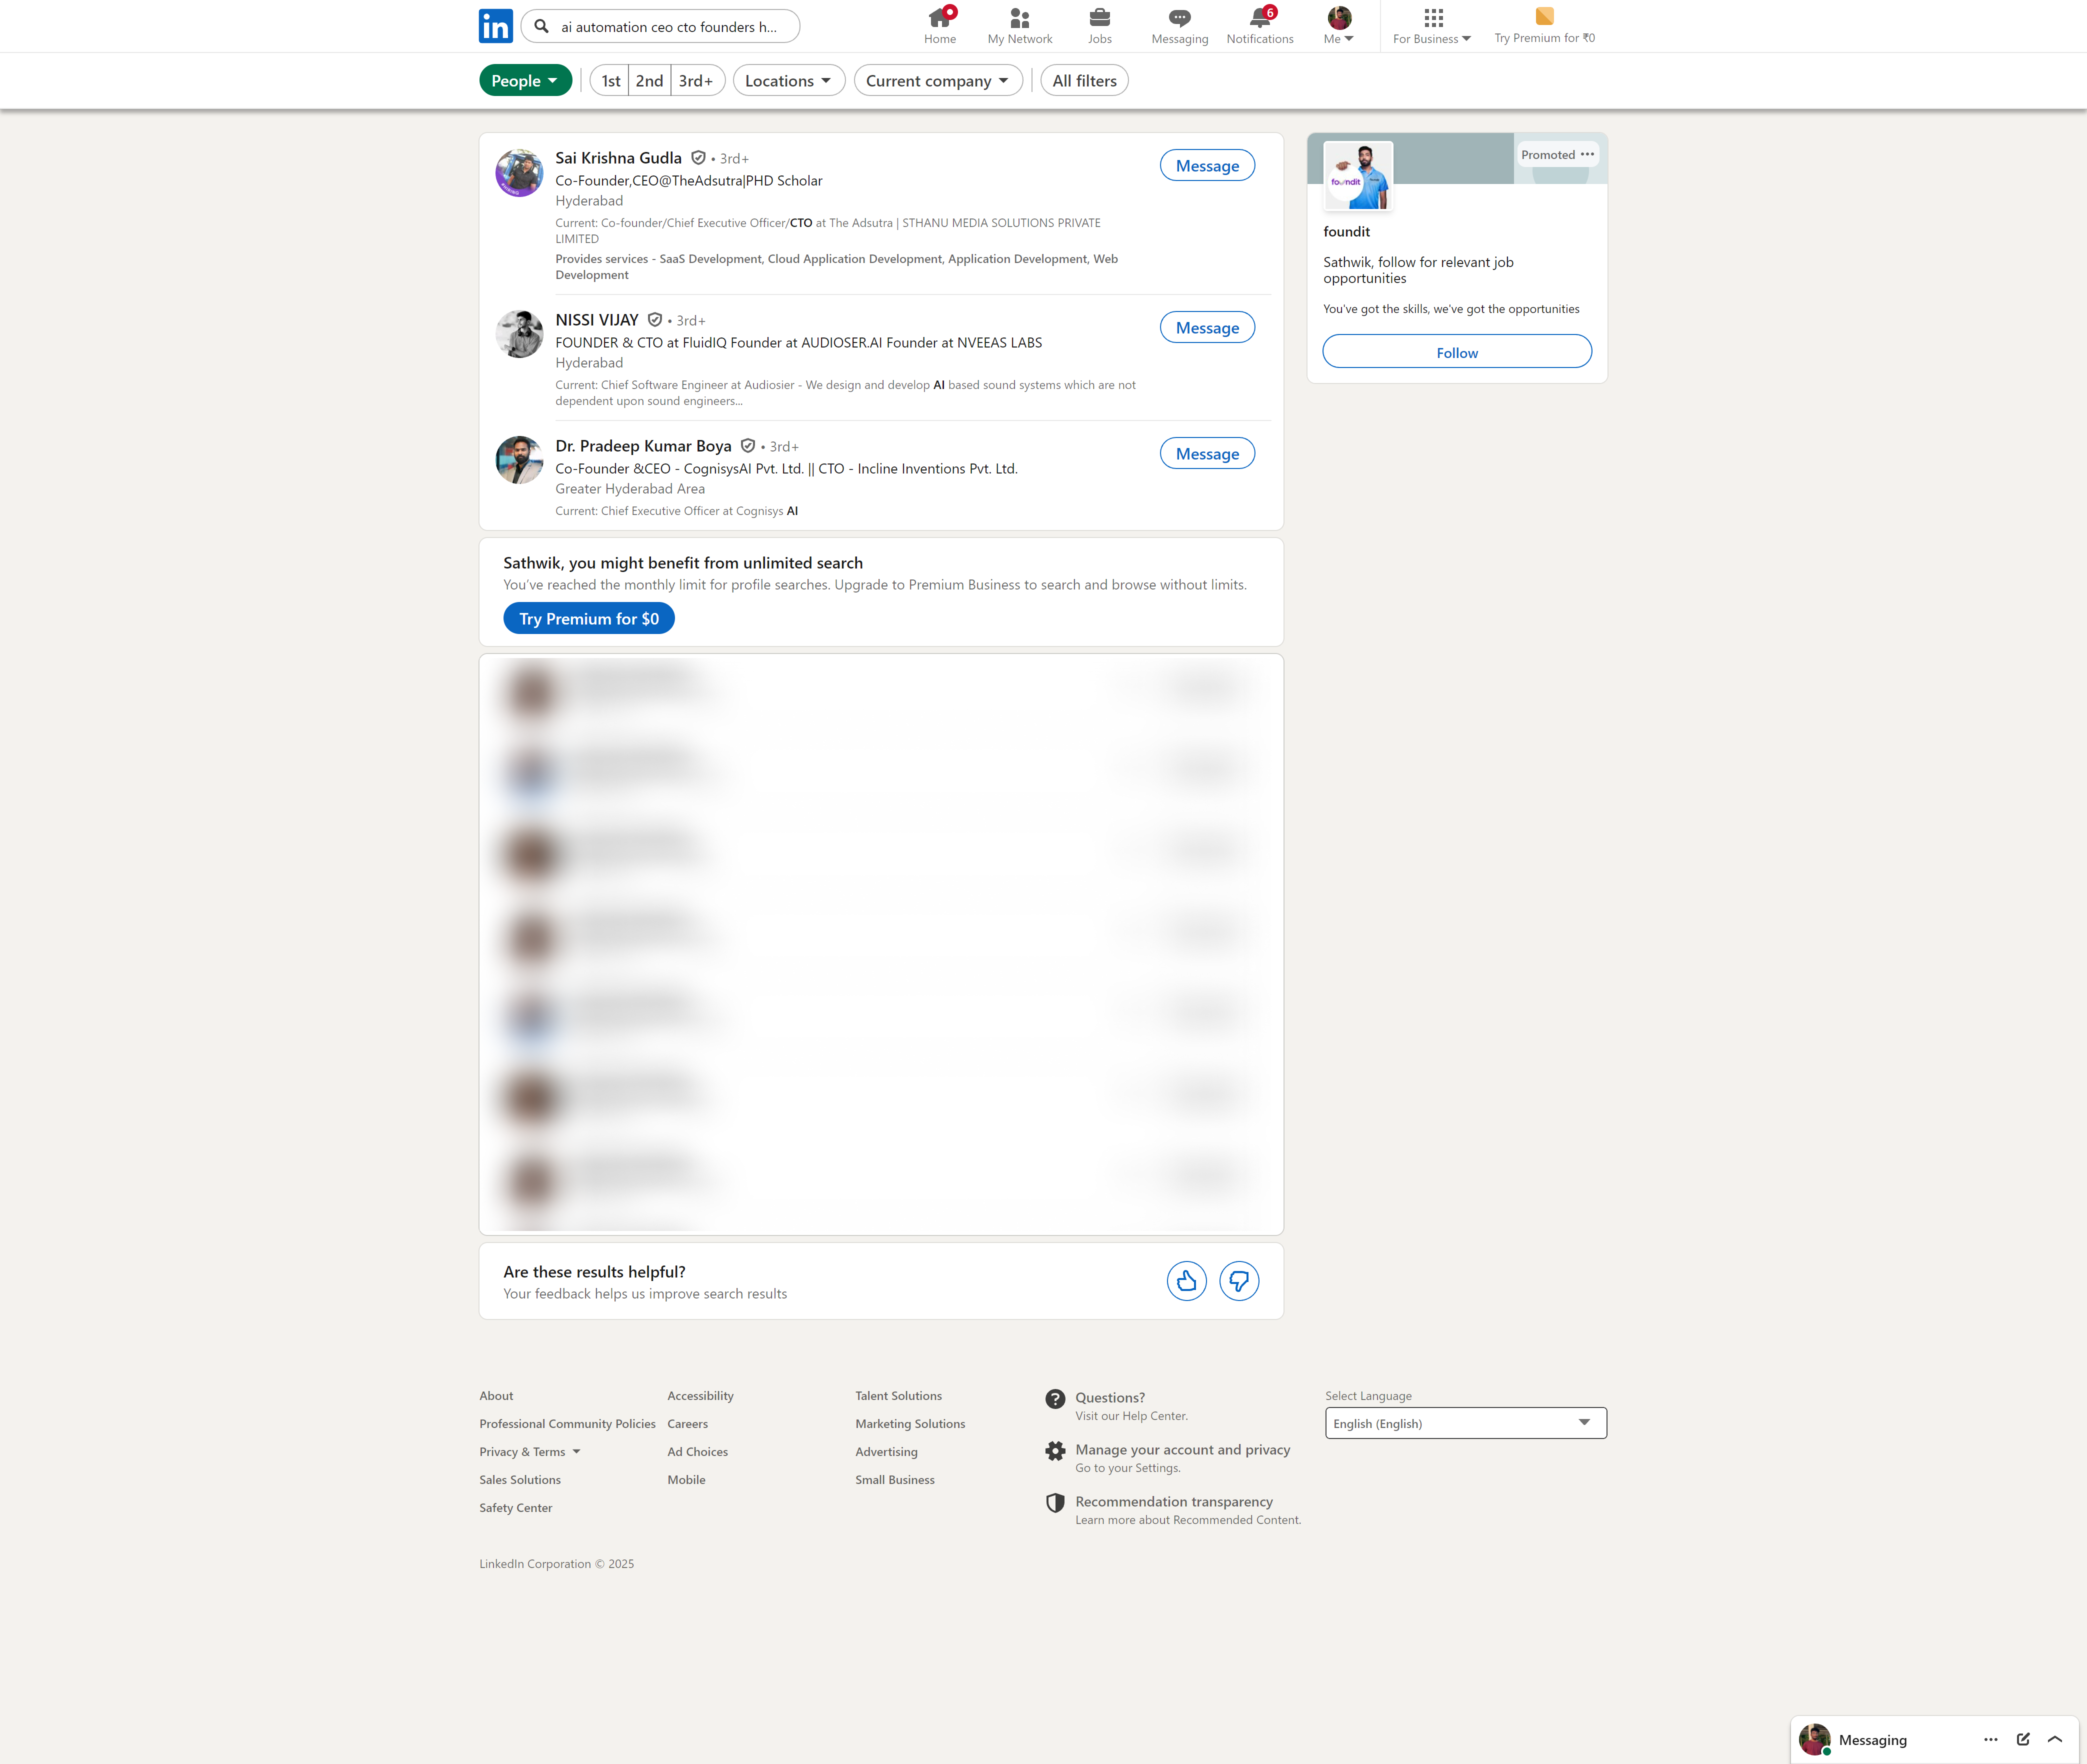 in
ai automation ceo cto founders h...
Home
My Network
Jobs
Messaging
6
Notifications
Me
For Business
Try Premium for ₹0
People
1st
2nd
3rd+
Locations
Current company
All filters
Sai Krishna Gudla • 3rd+
Co-Founder,CEO@TheAdsutra|PHD Scholar
Hyderabad
Current: Co-founder/Chief Executive Officer/CTO at The Adsutra | STHANU MEDIA SOLUTIONS PRIVATE
LIMITED
Provides services - SaaS Development, Cloud Application Development, Application Development, Web
Development
Message
NISSI VIJAY • 3rd+
FOUNDER & CTO at FluidIQ Founder at AUDIOSER.AI Founder at NVEEAS LABS
Hyderabad
Current: Chief Software Engineer at Audiosier - We design and develop AI based sound systems which are not
dependent upon sound engineers...
Message
Dr. Pradeep Kumar Boya • 3rd+
Co-Founder &CEO - CognisysAI Pvt. Ltd. || CTO - Incline Inventions Pvt. Ltd.
Greater Hyderabad Area
Current: Chief Executive Officer at Cognisys AI
Message
Promoted
foundit
foundit
Sathwik, follow for relevant job
opportunities
You've got the skills, we've got the opportunities
Follow
Sathwik, you might benefit from unlimited search
You've reached the monthly limit for profile searches. Upgrade to Premium Business to search and browse without limits.
Try Premium for $0
Are these results helpful?
Your feedback helps us improve search results
About
Professional Community Policies
Privacy & Terms
Sales Solutions
Safety Center
Accessibility
Careers
Ad Choices
Mobile
Talent Solutions
Marketing Solutions
Advertising
Small Business
Questions?
Visit our Help Center.
Manage your account and privacy
Go to your Settings.
Recommendation transparency
Learn more about Recommended Content.
Select Language
English (English)
LinkedIn Corporation © 2025
Messaging